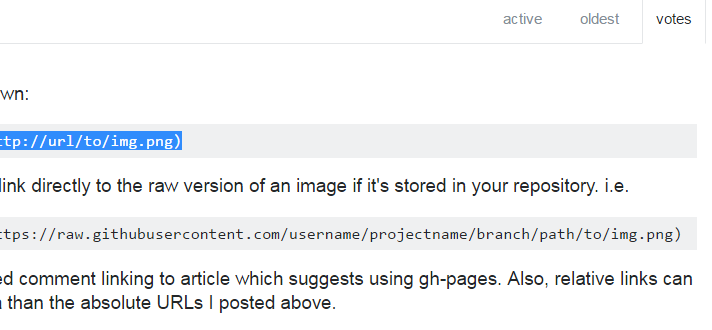 active oldest votes
wn:
ttp://url/to/img.png)
link directly to the raw version of an image if it's stored in your repository. i.e.
ttps://raw.githubusercontent.com/username/projectname/branch/path/to/img.png)
ed comment linking to article which suggests using gh-pages. Also, relative links can
than the absolute URLs I posted above.